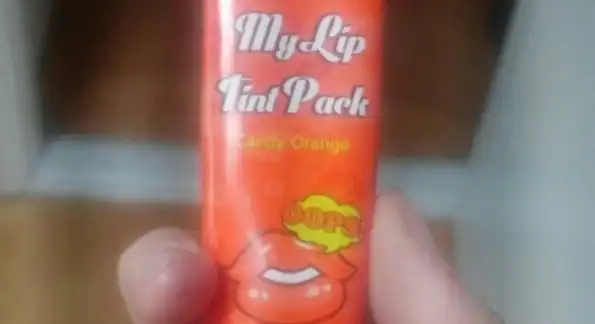 My Lip
Tint Pack
Candy Orange
OOPS